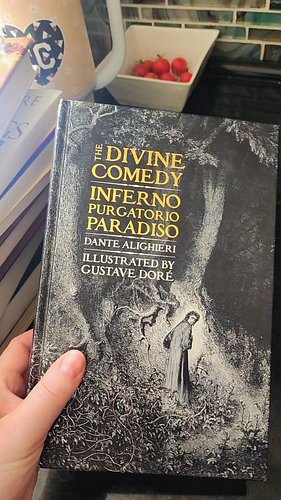 THE
DIVINE
COMEDY
INFERNO
PURGATORIO
PARADISO
DANTE ALIGHIERI
ILLUSTRATED BY
GUSTAVE DORÉ
C